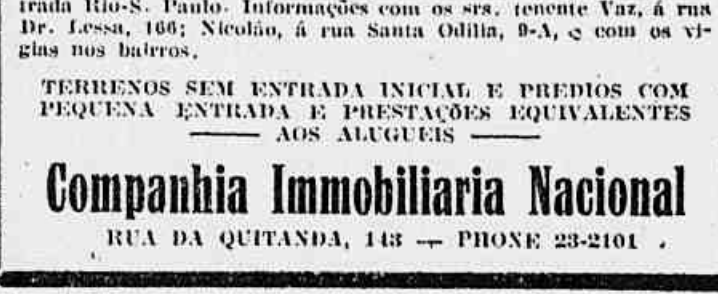 trada Rio-S. Paulo. Informações com os srs. tenente Vaz, á rua
Dr. Lessa, 166; Nicolão, á rua Santa Odilia, 9-A, e com os vi-
gias nos bairros.
TERRENOS SEM ENTRADA INICIAL E PREDIOS COM
PEQUENA ENTRADA E PRESTAÇÕES EQUIVALENTES
AOS ALUGUEIS
Companhia Immobiliaria Nacional
RUA DA QUITANDA, 143 — PHONE 23-2101